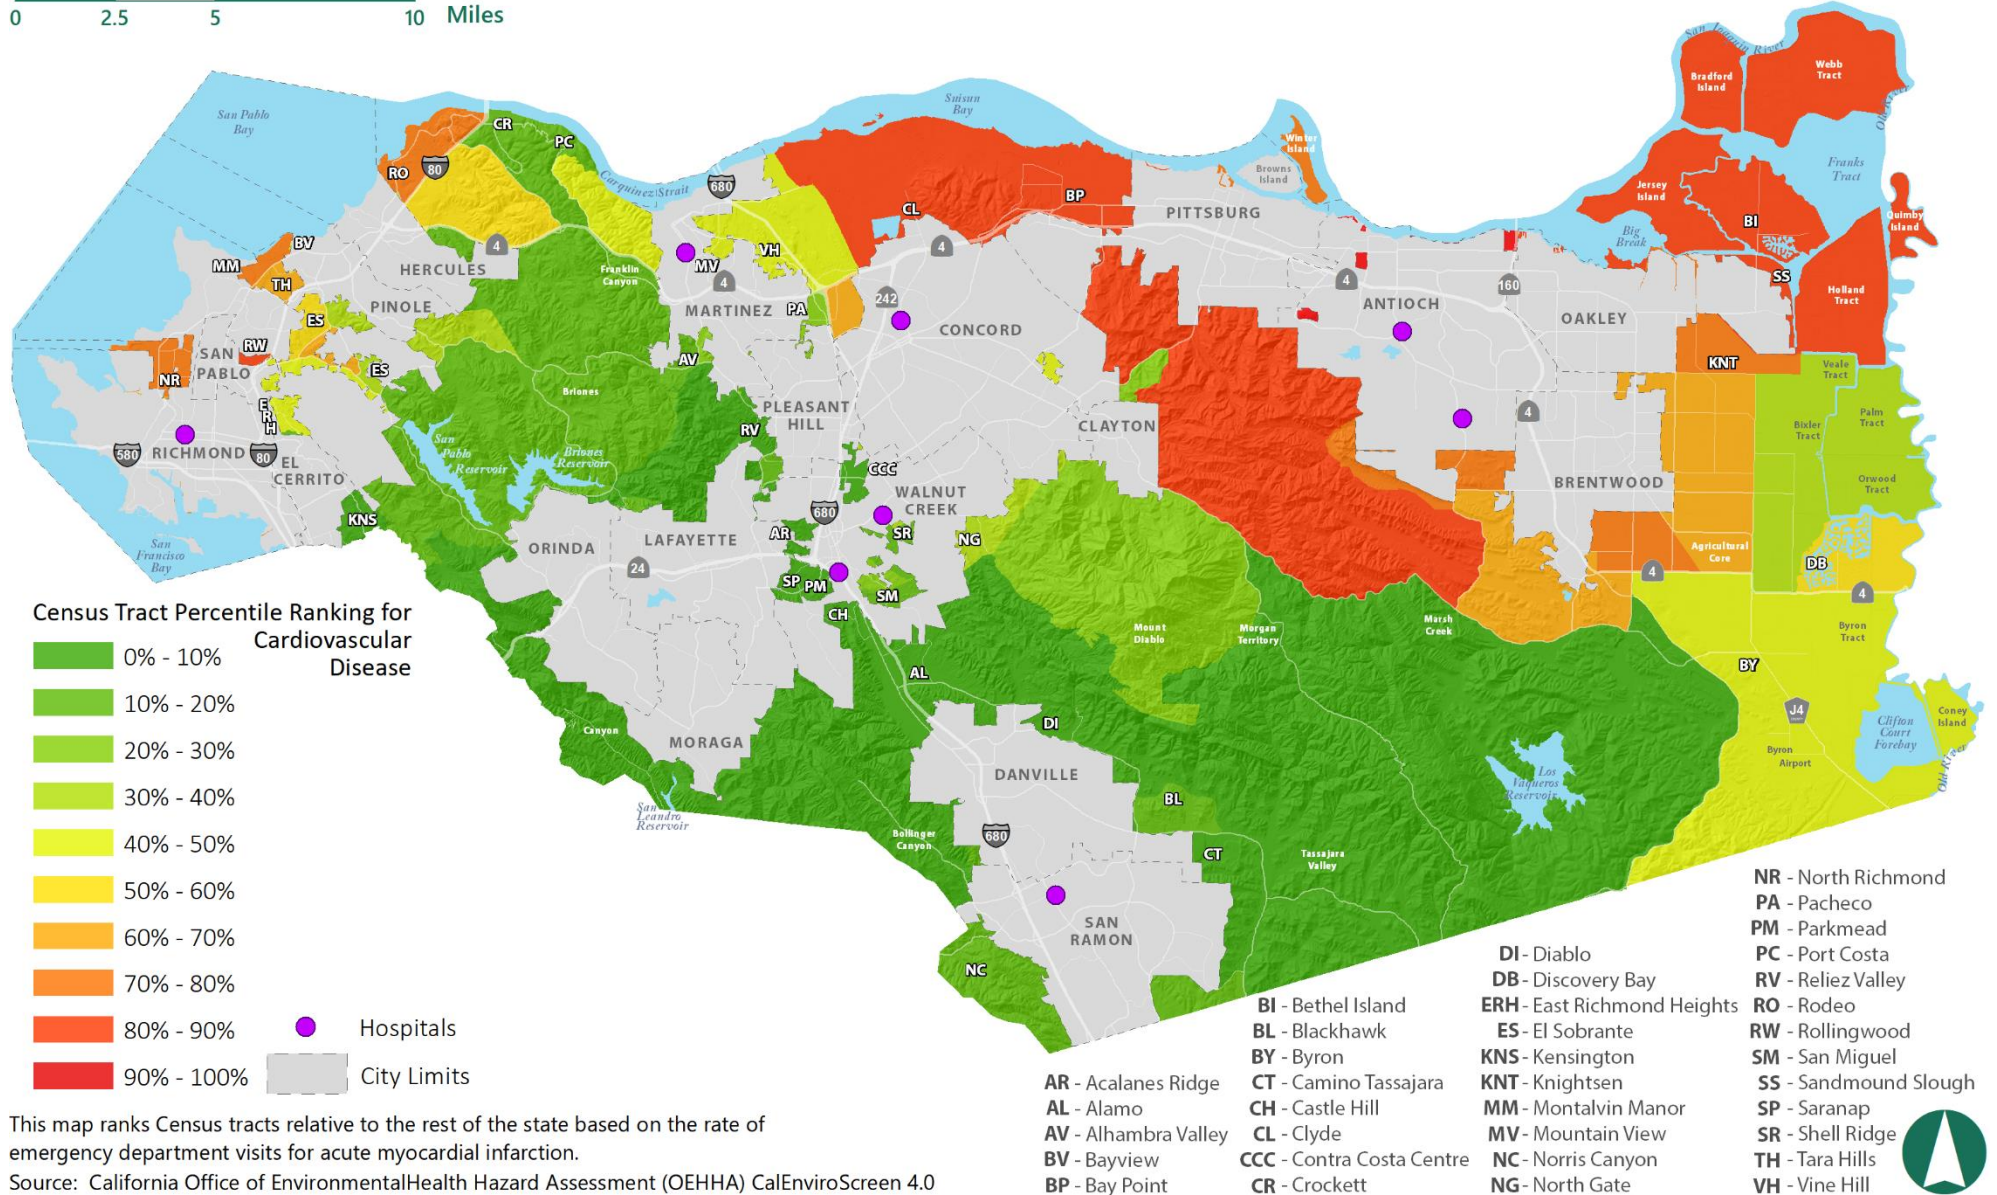 0 2.5 5 10 Miles
San Joaquin River
Webb
Tract
Bradford
Island
Old River
Suisun
Bay
San Pablo
Bay
CR
PC
Winter
Island
80
RO
Carquinez Strait
680
Browns
Island
Franks
Tract
Jersey
Island
BP
CL
PITTSBURG
BI
Quimby
Island
BV
4
HERCULES
MM
TH
Franklin
Canyon
MV
VH
4
4
Big
Break
SS
PINOLE
MARTINEZ
PA
242
4
ANTIOCH
160
OAKLEY
Holland
Tract
ES
CONCORD
RW
SAN
PABLO
ES
AV
NR
KNT
Veale
Tract
Briones
E
R
H
PLEASANT
HILL
RV
CLAYTON
4
Palm
Tract
Bixler
Tract
580
RICHMOND
80
EL
CERRITO
San
Pablo
Reservoir
Briones
Reservoir
CCC
WALNUT
CREEK
BRENTWOOD
Orwood
Tract
KNS
680
AR
SR
NG
San
Francisco
Bay
ORINDA
LAFAYETTE
24
Agricultural
Core
DB
4
4
SP
PM
SM
CH
Mount
Diablo
Morgan
Territory
Marsh
Creek
Byron
Tract
BY
AL
DI
Canyon
MORAGA
J4
Clifton
Court
Forebay
Coney
Island
Byron
Airport
Old River
DANVILLE
BL
Los
Vaqueros
Reservoir
San
Leandro
Reservoir
Bollinger
Canyon
680
CT
Tassajara
Valley
SAN
RAMON
NC
Census Tract Percentile Ranking for
Cardiovascular
Disease
0% - 10%
10% - 20%
20% - 30%
30% - 40%
40% - 50%
50% - 60%
60% - 70%
70% - 80%
80% - 90%
90% - 100%
Hospitals
City Limits
AR - Acalanes Ridge
AL - Alamo
AV - Alhambra Valley
BV - Bayview
BP - Bay Point
BI - Bethel Island
BL - Blackhawk
BY - Byron
CT - Camino Tassajara
CH - Castle Hill
CL - Clyde
CCC - Contra Costa Centre
CR - Crockett
DI - Diablo
DB - Discovery Bay
ERH - East Richmond Heights
ES - El Sobrante
KNS - Kensington
KNT - Knightsen
MM - Montalvin Manor
MV - Mountain View
NC - Norris Canyon
NG - North Gate
NR - North Richmond
PA - Pacheco
PM - Parkmead
PC - Port Costa
RV - Reliez Valley
RO - Rodeo
RW - Rollingwood
SM - San Miguel
SS - Sandmound Slough
SP - Saranap
SR - Shell Ridge
TH - Tara Hills
VH - Vine Hill
This map ranks Census tracts relative to the rest of the state based on the rate of
emergency department visits for acute myocardial infarction.
Source: California Office of EnvironmentalHealth Hazard Assessment (OEHHA) CalEnviroScreen 4.0